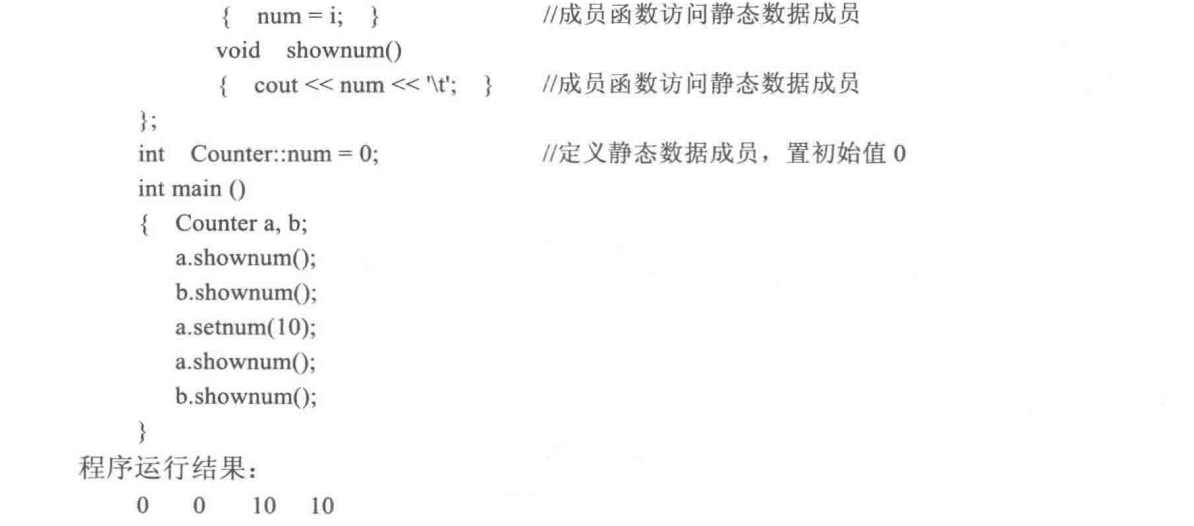 { num = i; } //成员函数访问静态数据成员
void shownum()
{ cout << num << '\t'; } //成员函数访问静态数据成员
};
int Counter::num = 0; //定义静态数据成员，置初始值 0
int main ()
{ Counter a, b;
a.shownum();
b.shownum();
a.setnum(10);
a.shownum();
b.shownum();
}
程序运行结果：
0 0 10 10